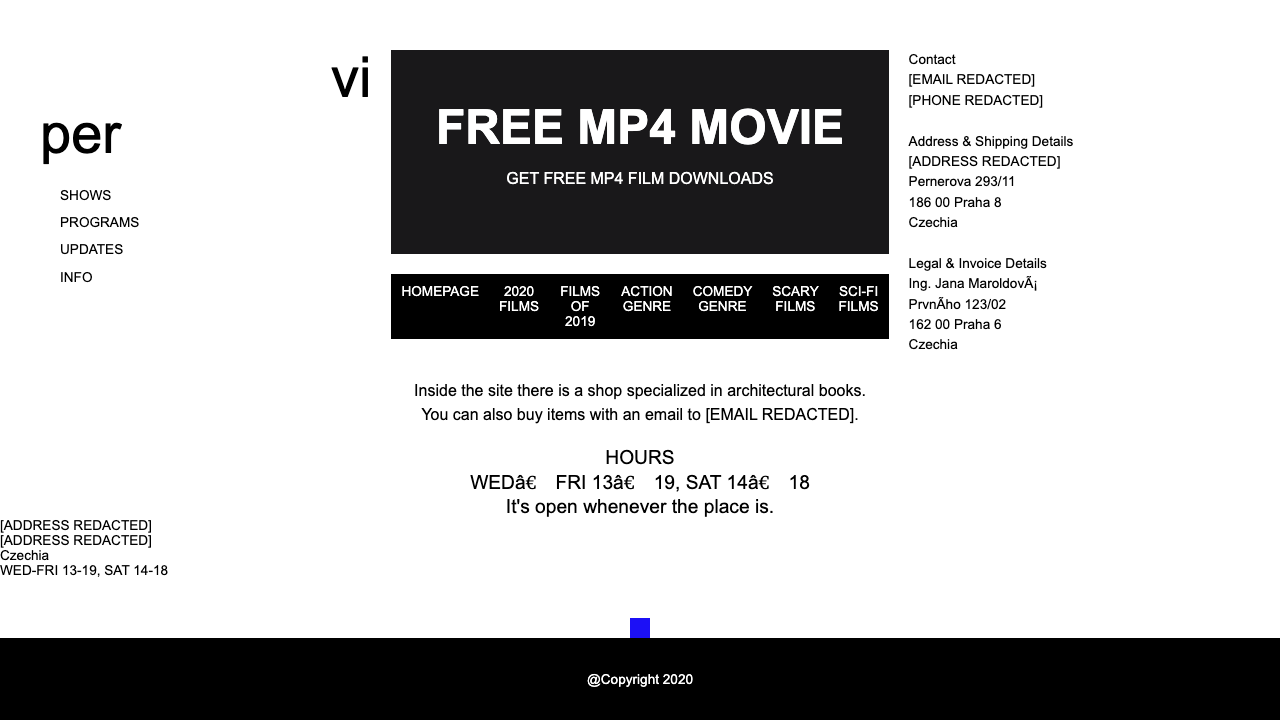 vi
per
SHOWS
PROGRAMS
UPDATES
INFO
[ADDRESS REDACTED]
[ADDRESS REDACTED]
Czechia
WED-FRI 13-19, SAT 14-18
FREE MP4 MOVIE
GET FREE MP4 FILM DOWNLOADS
HOMEPAGE
2020
FILMS
FILMS
OF
2019
ACTION
GENRE
COMEDY
GENRE
SCARY
FILMS
SCI-FI
FILMS
Inside the site there is a shop specialized in architectural books.
You can also buy items with an email to [EMAIL REDACTED].
HOURS
WEDâ€ FRI 13â€ 19, SAT 14â€ 18
It's open whenever the place is.
Contact
[EMAIL REDACTED]
[PHONE REDACTED]
Address & Shipping Details
[ADDRESS REDACTED]
Pernerova 293/11
186 00 Praha 8
Czechia
Legal & Invoice Details
Ing. Jana MaroldovÃ¡
PrvnÃ­ho 123/02
162 00 Praha 6
Czechia
@Copyright 2020